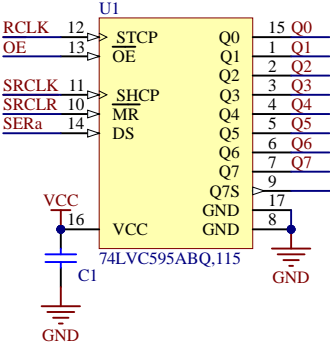 U1
RCLK 12 STCP Q0 15 Q0
OE 13 OE Q1 1 Q1
Q2 2 Q2
SRCLK 11 SHCP Q3 3 Q3
SRCLR 10 MR Q4 4 Q4
SERa 14 DS Q5 5 Q5
Q6 6 Q6
Q7 7 Q7
Q7S 9
GND 17
VCC 16 VCC GND 8
74LVC595ABQ,115
C1
GND
GND